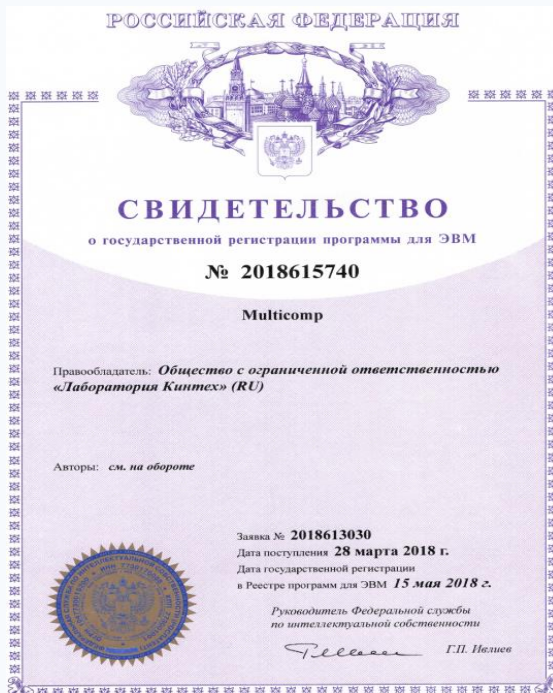 РОССИЙСКАЯ ФЕДЕРАЦИЯ
СВИДЕТЕЛЬСТВО
о государственной регистрации программы для ЭВМ
№ 2018615740
Multicomp
Правообладатель: Общество с ограниченной ответственностью
«Лаборатория Кинтех» (RU)
Авторы: см. на обороте
Заявка № 2018613030
Дата поступления 28 марта 2018 г.
Дата государственной регистрации
в Реестре программ для ЭВМ 15 мая 2018 г.
Руководитель Федеральной службы
по интеллектуальной собственности
Г.П. Ивлиев